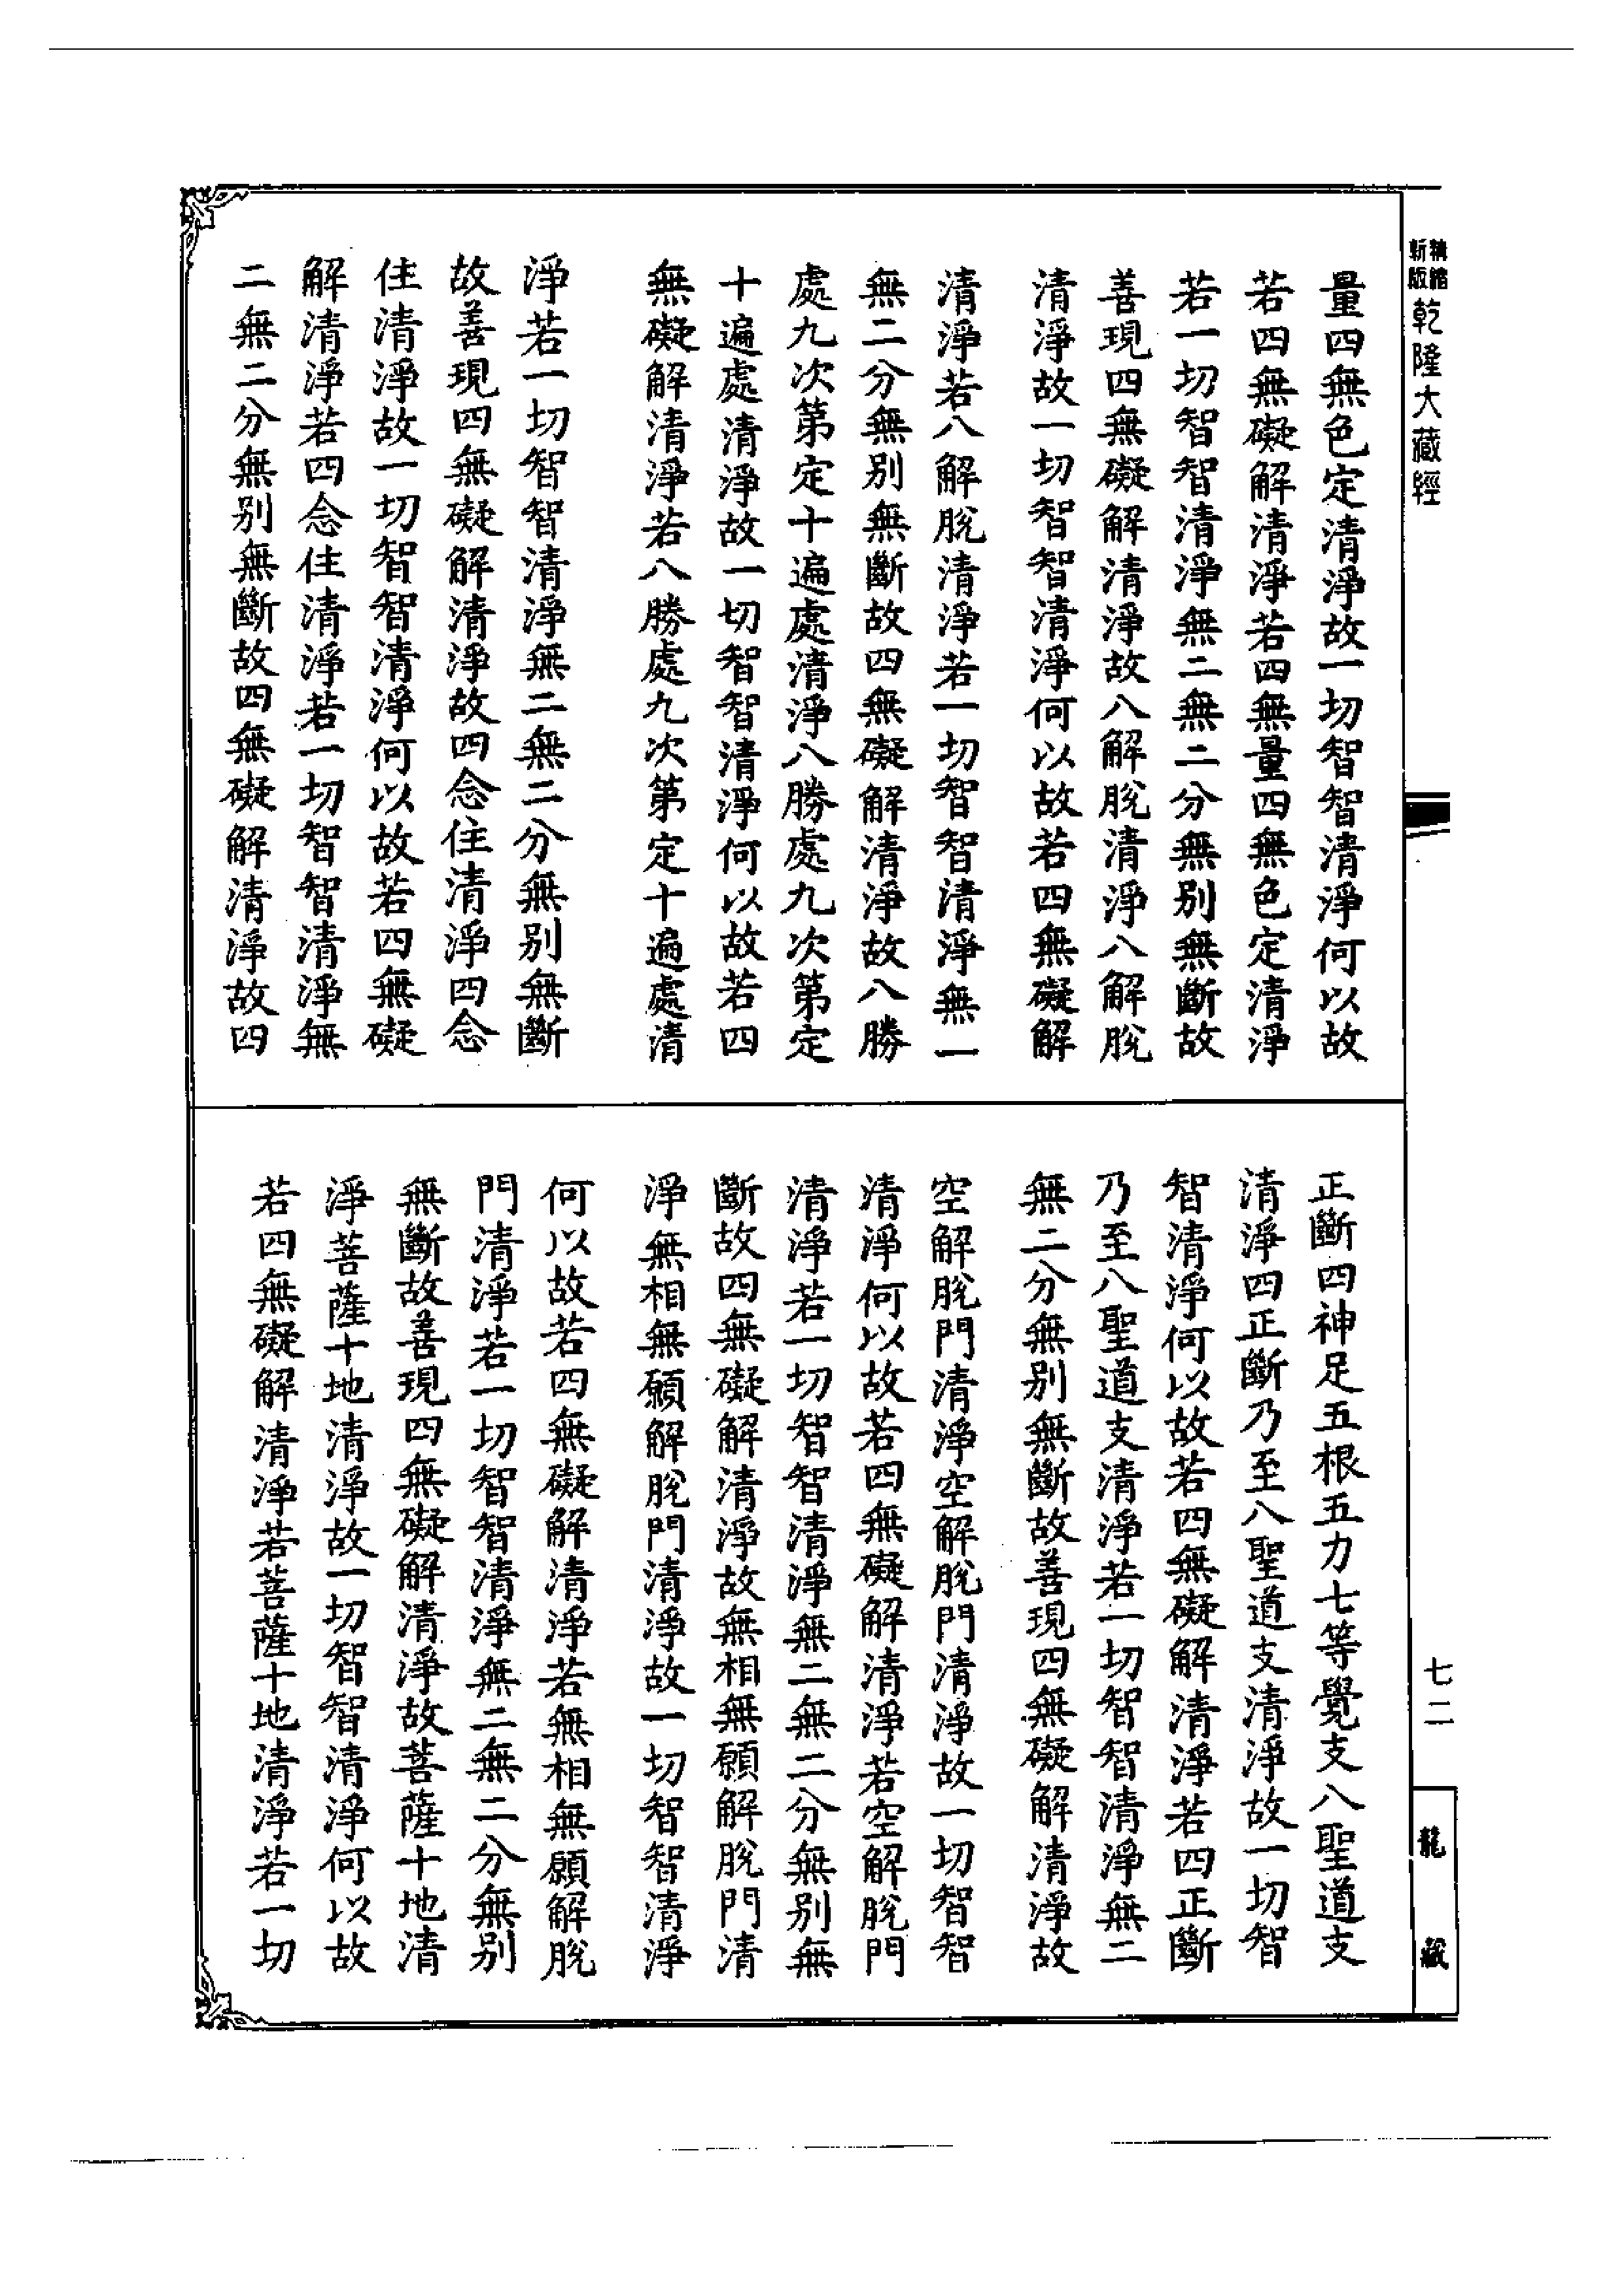 精縮
新版
乾隆大藏經
量四無色定清淨故一切智智清淨何以故
若四無礙解清淨若四無量四無色定清淨
若一切智智清淨無二無二分無別無斷故
善現四無礙解清淨故八解脫清淨八解脫
清淨故一切智智清淨何以故若四無礙解
清淨若八解脫清淨若一切智智清淨無一
無二分無別無斷故四無礙解清淨故八勝
處九次第定十遍處清淨八勝處九次第定
十遍處清淨故一切智智清淨何以故若四
無礙解清淨若八勝處九次第定十遍處清
淨若一切智智清淨無二無二分無別無斷
故善現四無礙解清淨故四念住清淨四念
住清淨故一切智智清淨何以故若四無礙
解清淨若四念住清淨若一切智智清淨無
二無二分無別無斷故四無礙解清淨故四
正斷四神足五根五力七等覺支八聖道支
清淨四正斷乃至八聖道支清淨故一切智
智清淨何以故若四無礙解清淨若四正斷
乃至八聖道支清淨若一切智智清淨無二
無二分無別無斷故善現四無礙解清淨故
空解脫門清淨空解脫門清淨故一切智智
清淨何以故若四無礙解清淨若空解脫門
清淨若一切智智清淨無二無二分無別無
斷故四無礙解清淨故無相無願解脫門清
淨無相無願解脫門清淨故一切智智清淨
何以故若四無礙解清淨若無相無願解脫
門清淨若一切智智清淨無二無二分無別
無斷故善現四無礙解清淨故菩薩十地清
淨菩薩十地清淨故一切智智清淨何以故
若四無礙解清淨若菩薩十地清淨若一切
七二
龍藏